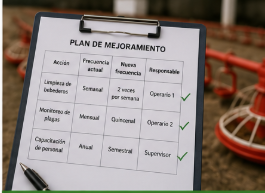 PLAN DE MEJORAMIENTO
Acción
Frecuencia actual
Nueva frecuencia
Responsable
Limpieza de bebederos
Semanal
2 veces por semana
Operario 1
Monitoreo de plagas
Mensual
Quincenal
Operario 2
Capacitación de personal
Anual
Semestral
Supervisor